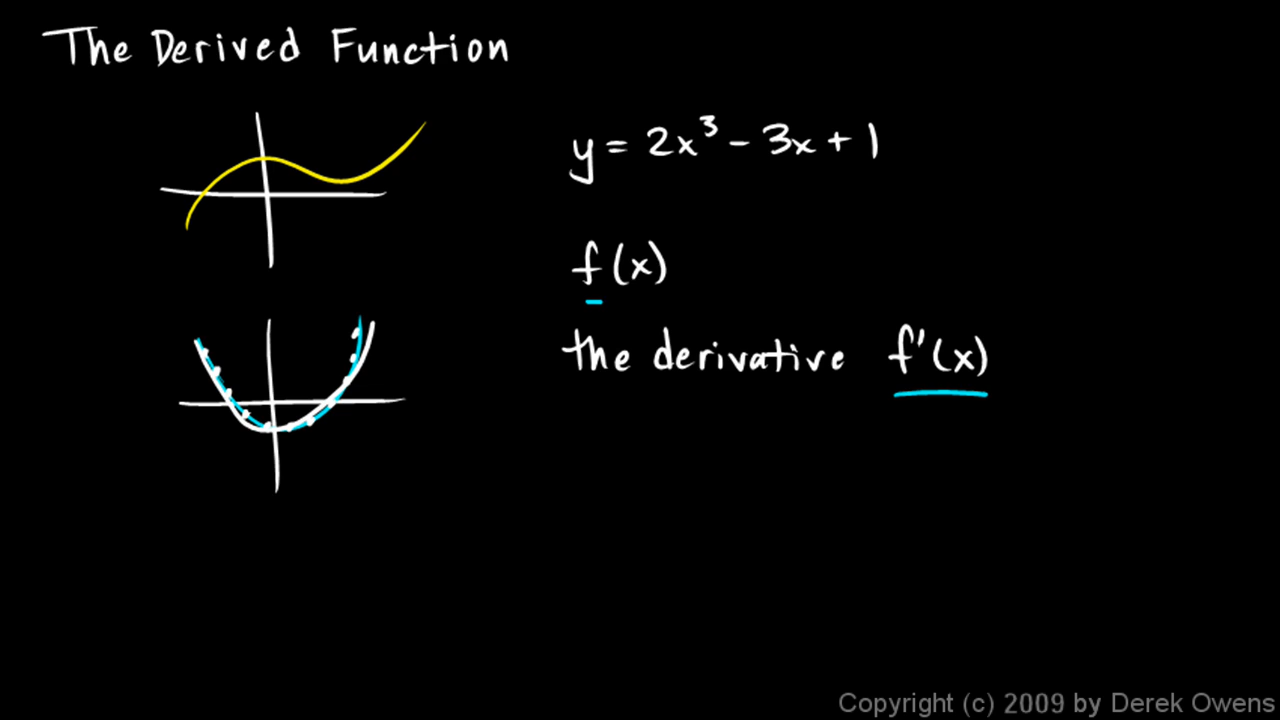 The Derived Function
y = 2x³ - 3x + 1
f(x)
the derivative f'(x)
Copyright (c) 2009 by Derek Owens